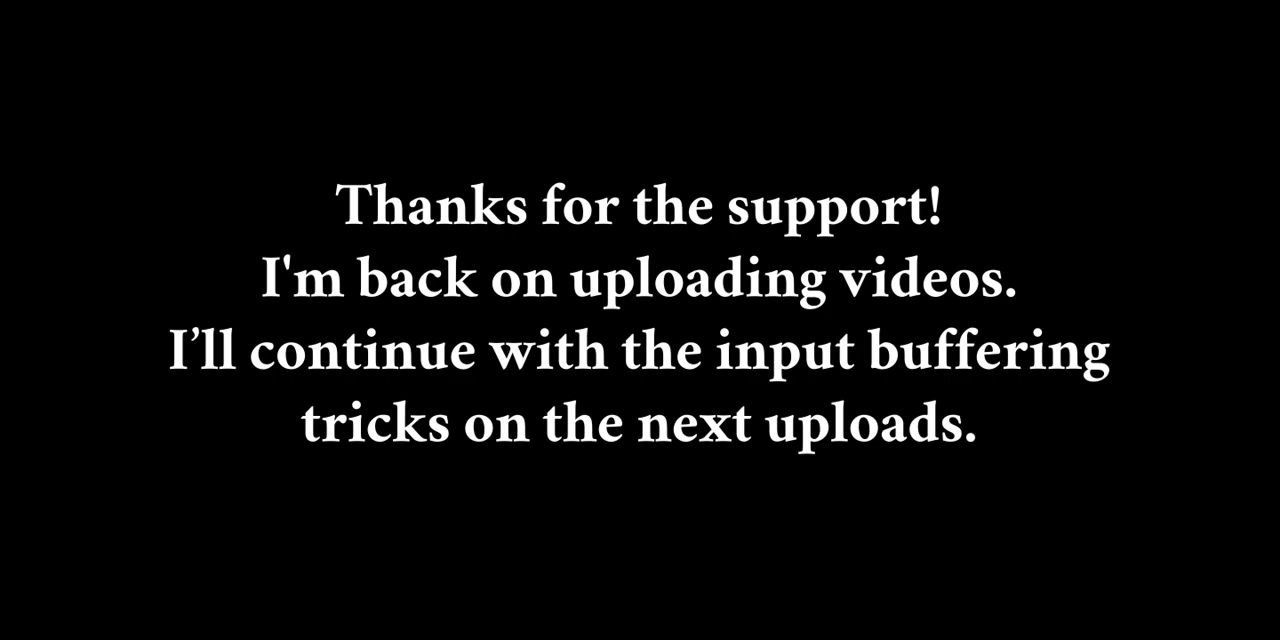 Thanks for the support!
I'm back on uploading videos.
I’ll continue with the input buffering
tricks on the next uploads.